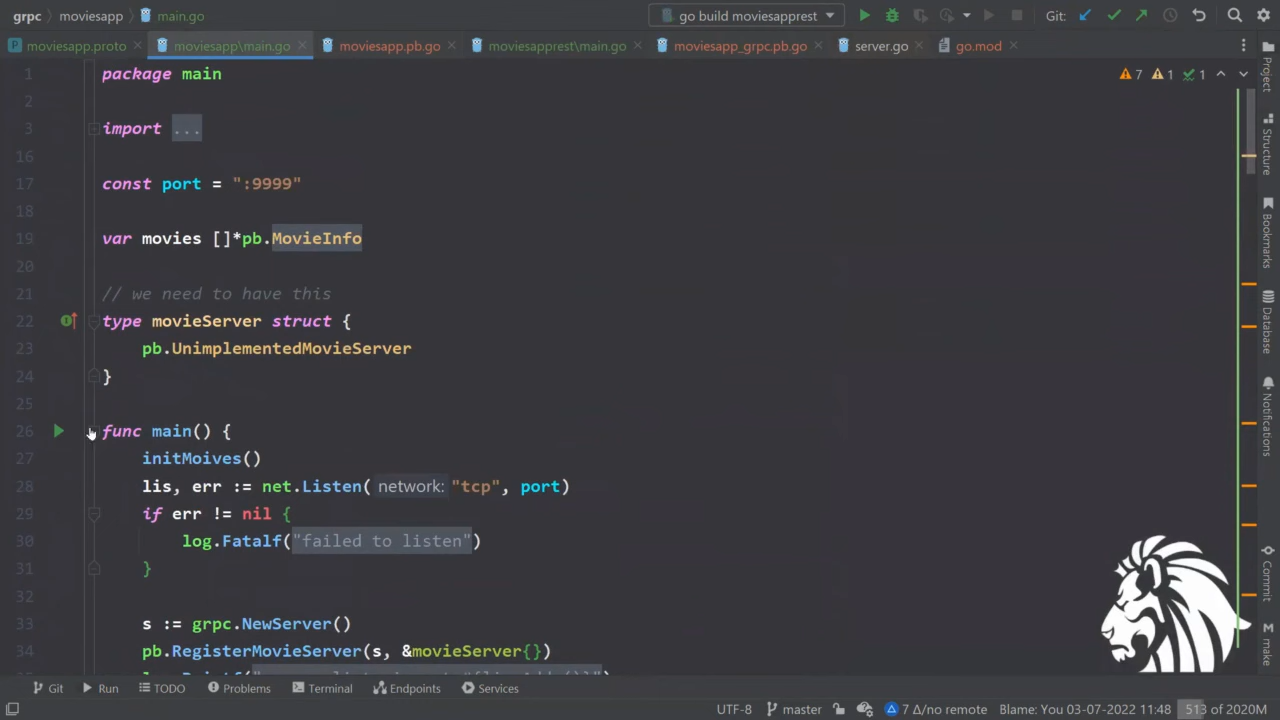 grpc moviesapp main.go go build moviesapprest Git:
moviesapp.proto moviesapp\main.go moviesapp.pb.go moviesapprest\main.go moviesapp_grpc.pb.go server.go go.mod
1 package main 7 1 1
2
3 import ...
16
17 const port = ":9999"
18
19 var movies []*pb.MovieInfo
20
21 // we need to have this
22 type movieServer struct {
23 pb.UnimplementedMovieServer
24 }
25
26 func main() {
27 initMoives()
28 lis, err := net.Listen( network: "tcp", port)
29 if err != nil {
30 log.Fatalf("failed to listen")
31 }
32
33 s := grpc.NewServer()
34 pb.RegisterMovieServer(s, &movieServer{})
Project
Structure
Bookmarks
Database
Notifications
Commit
make
Git Run TODO Problems Terminal Endpoints Services
UTF-8 master 7 Δ/no remote Blame: You 03-07-2022 11:48 513 of 2020M